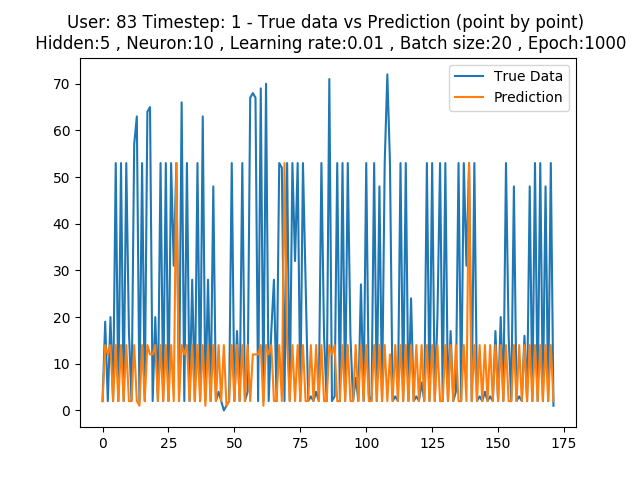 User: 83 Timestep: 1 - True data vs Prediction (point by point)
Hidden:5 , Neuron:10 , Learning rate:0.01 , Batch size:20 , Epoch:1000
True Data
Prediction
70
60
50
40
30
20
10
0
0 25 50 75 100 125 150 175